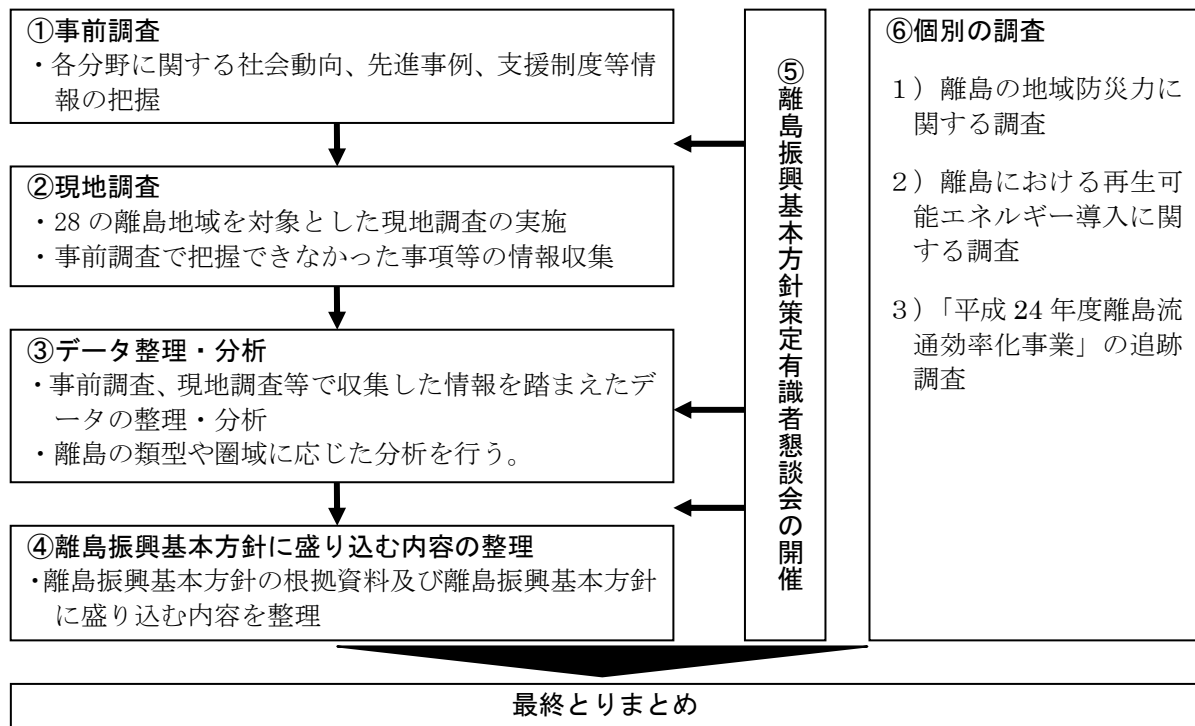 ①事前調査
・各分野に関する社会動向、先進事例、支援制度等情
報の把握
②現地調査
・28 の離島地域を対象とした現地調査の実施
・事前調査で把握できなかった事項等の情報収集
③データ整理・分析
・事前調査、現地調査等で収集した情報を踏まえたデ
ータの整理・分析
・離島の類型や圏域に応じた分析を行う。
④離島振興基本方針に盛り込む内容の整理
・離島振興基本方針の根拠資料及び離島振興基本方針
に盛り込む内容を整理
⑤離島振興基本方針策定有識者懇談会の開催
⑥個別の調査
１）離島の地域防災力に
関する調査
２）離島における再生可
能エネルギー導入に関
する調査
３）「平成 24 年度離島流
通効率化事業」の追跡
調査
最終とりまとめ